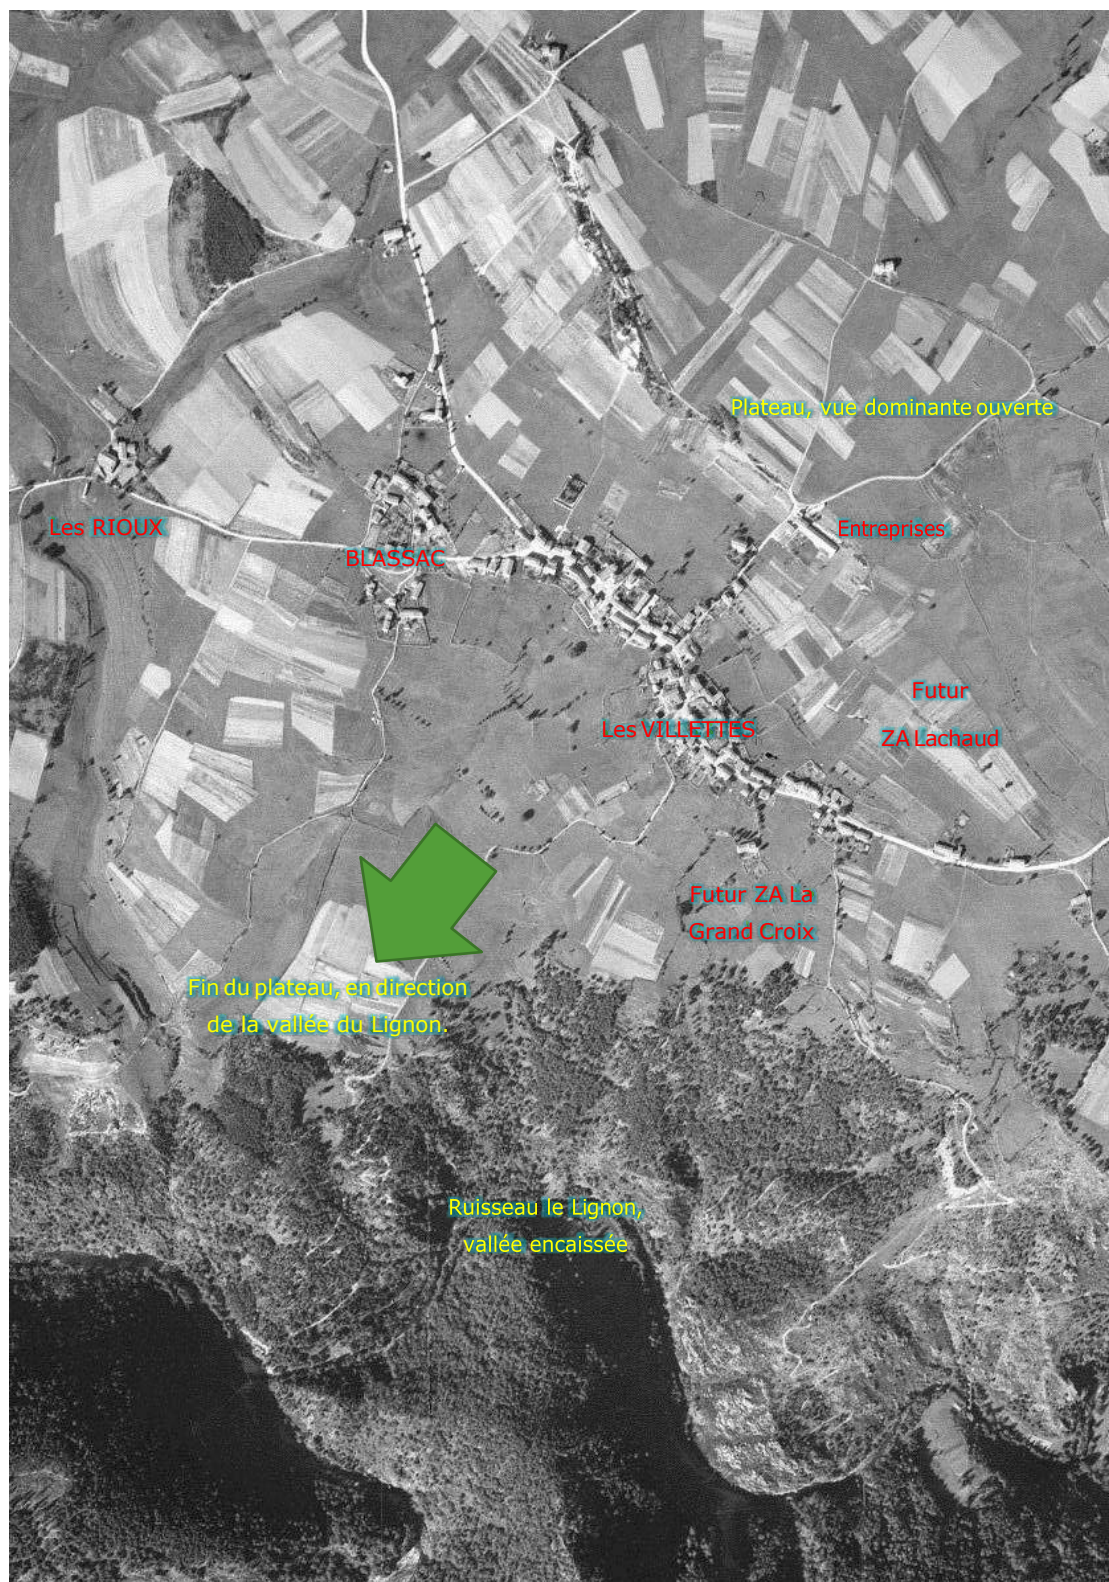 Plateau, vue dominante ouverte
Les RIOUX
Entreprises
BLASSAC
Futur
ZA Lachaud
Les VILLETTES
Futur ZA La
Grand Croix
Fin du plateau, en direction
de la vallée du Lignon.
Ruisseau le Lignon,
vallée encaissée